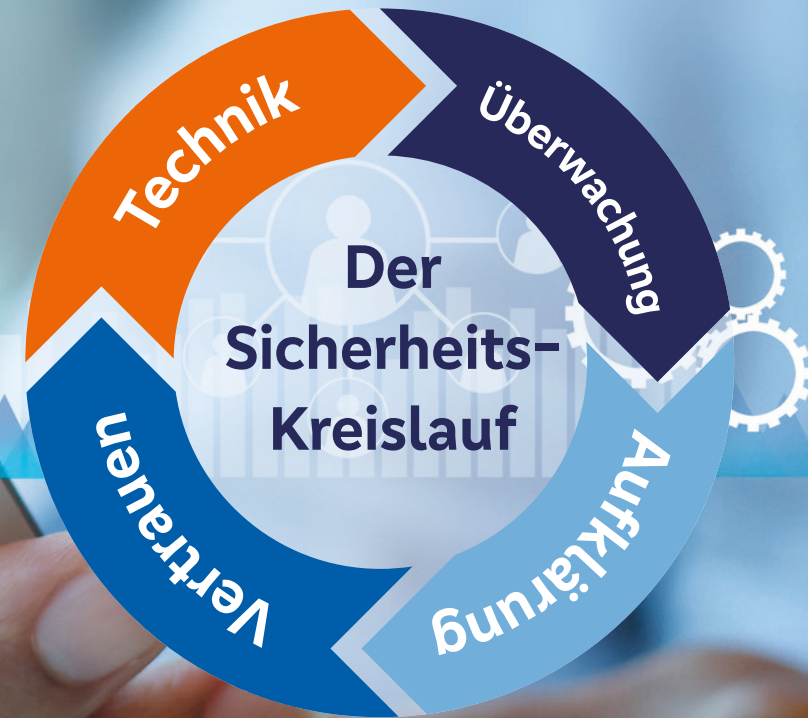 Technik
Überwachung
Der
Sicherheits-
Kreislauf
Aufklärung
Vertrauen